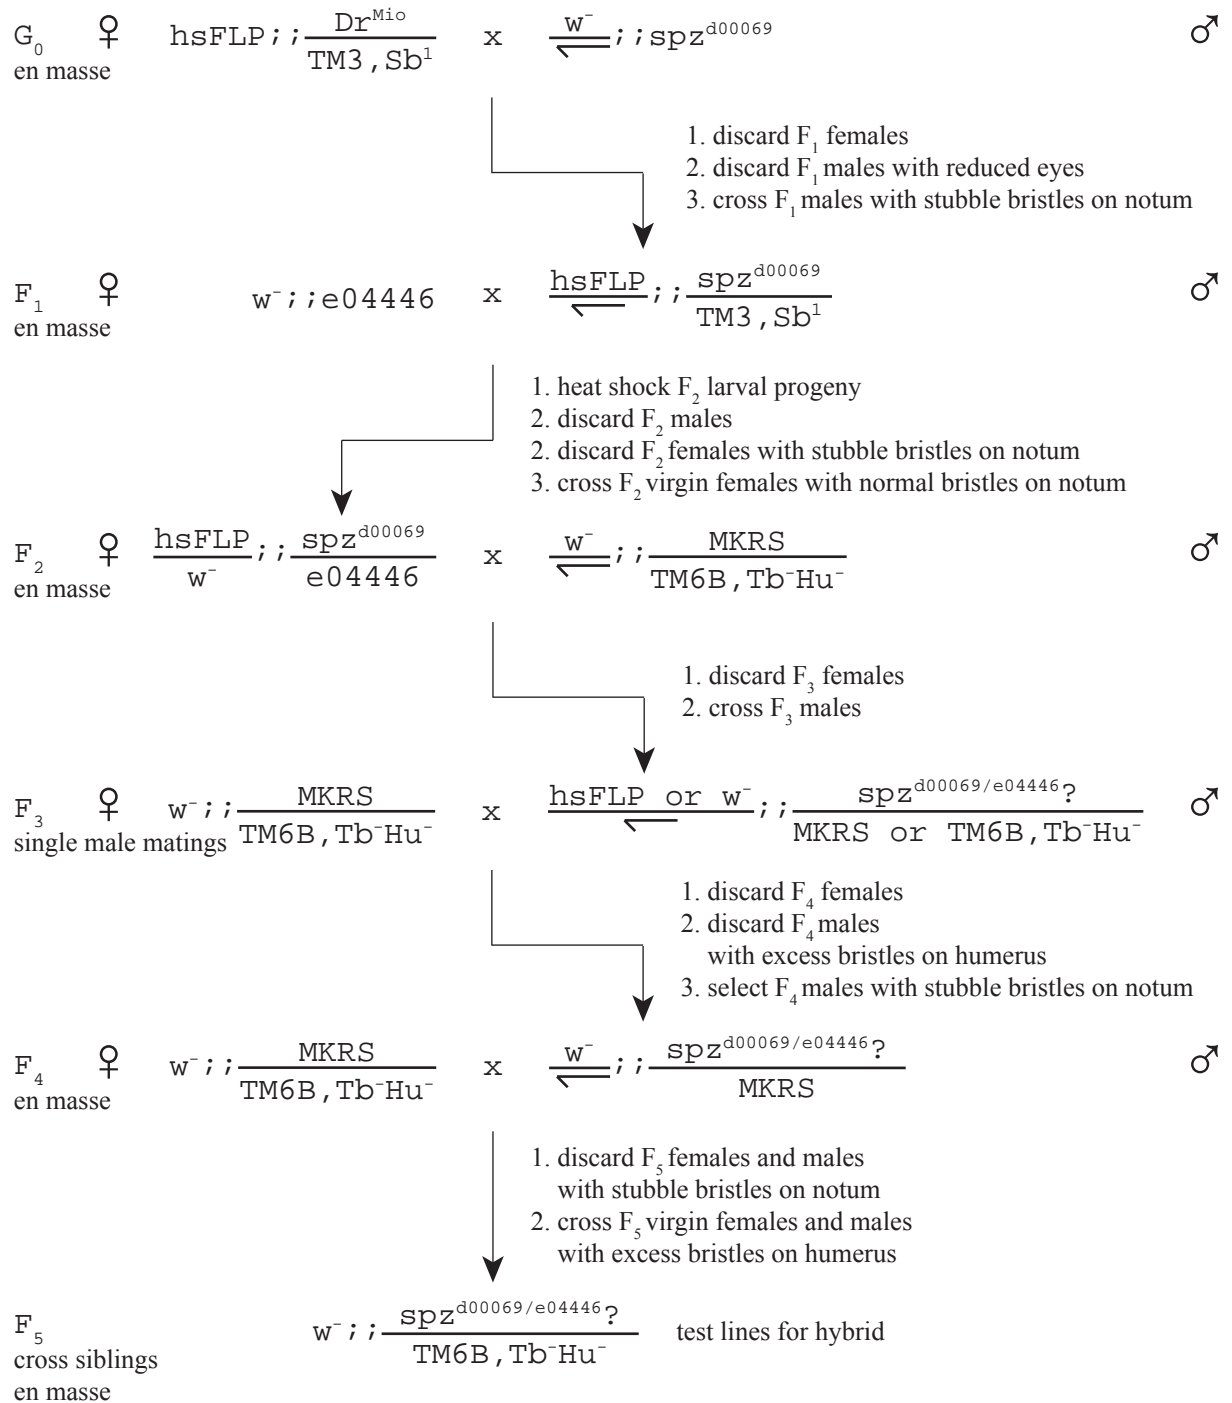 G0 ♀ hsFLP;;DrMio/TM3,Sb1 x w-;;spzd00069 ♂
en masse
1. discard F1 females
2. discard F1 males with reduced eyes
3. cross F1 males with stubble bristles on notum
F1 ♀ w-;;e04446 x hsFLP;;spzd00069/TM3,Sb1 ♂
en masse
1. heat shock F2 larval progeny
2. discard F2 males
2. discard F2 females with stubble bristles on notum
3. cross F2 virgin females with normal bristles on notum
F2 ♀ hsFLP/w-;;spzd00069/e04446 x w-;;MKRS/TM6B,Tb-Hu- ♂
en masse
1. discard F3 females
2. cross F3 males
F3 ♀ w-;;MKRS/TM6B,Tb-Hu- x hsFLP or w-;;spzd00069/e04446?/MKRS or TM6B,Tb-Hu- ♂
single male matings
1. discard F4 females
2. discard F4 males
with excess bristles on humerus
3. select F4 males with stubble bristles on notum
F4 ♀ w-;;MKRS/TM6B,Tb-Hu- x w-;;spzd00069/e04446?/MKRS ♂
en masse
1. discard F5 females and males
with stubble bristles on notum
2. cross F5 virgin females and males
with excess bristles on humerus
F5 w-;;spzd00069/e04446?/TM6B,Tb-Hu- test lines for hybrid
cross siblings
en masse